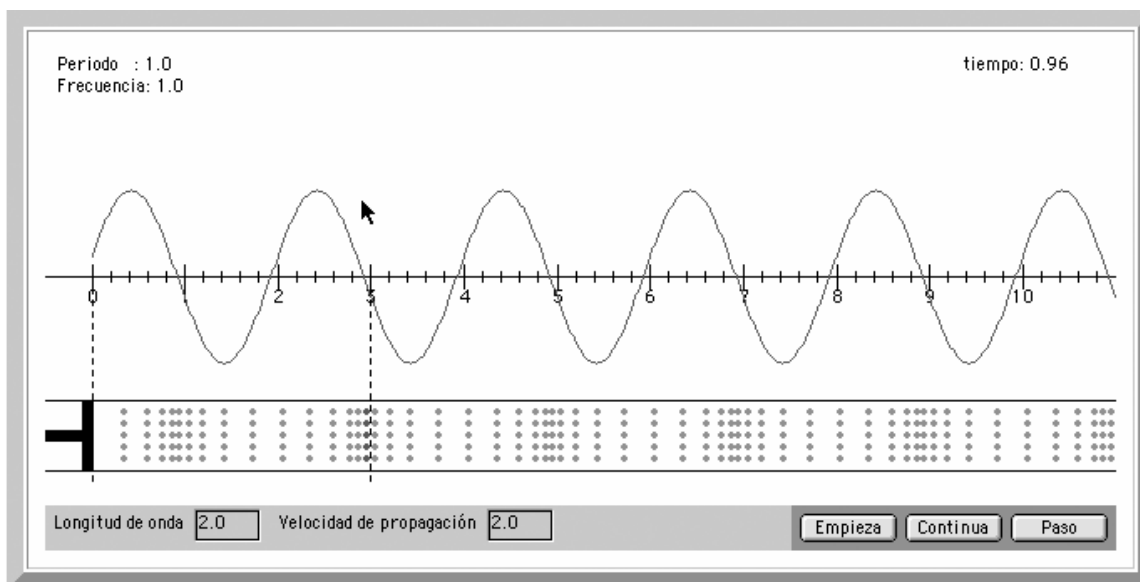 Periodo : 1.0
Frecuencia: 1.0
tiempo: 0.96
0 1 2 3 4 5 6 7 8 9 10
Longitud de onda 2.0 Velocidad de propagación 2.0 Empieza Continua Paso